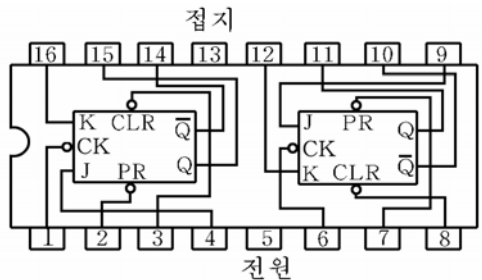 접지
16 15 14 13 12 11 10 9
K CLR Q̅ J PR Q
CK CK
J PR Q K CLR Q̅
1 2 3 4 5 6 7 8
전원